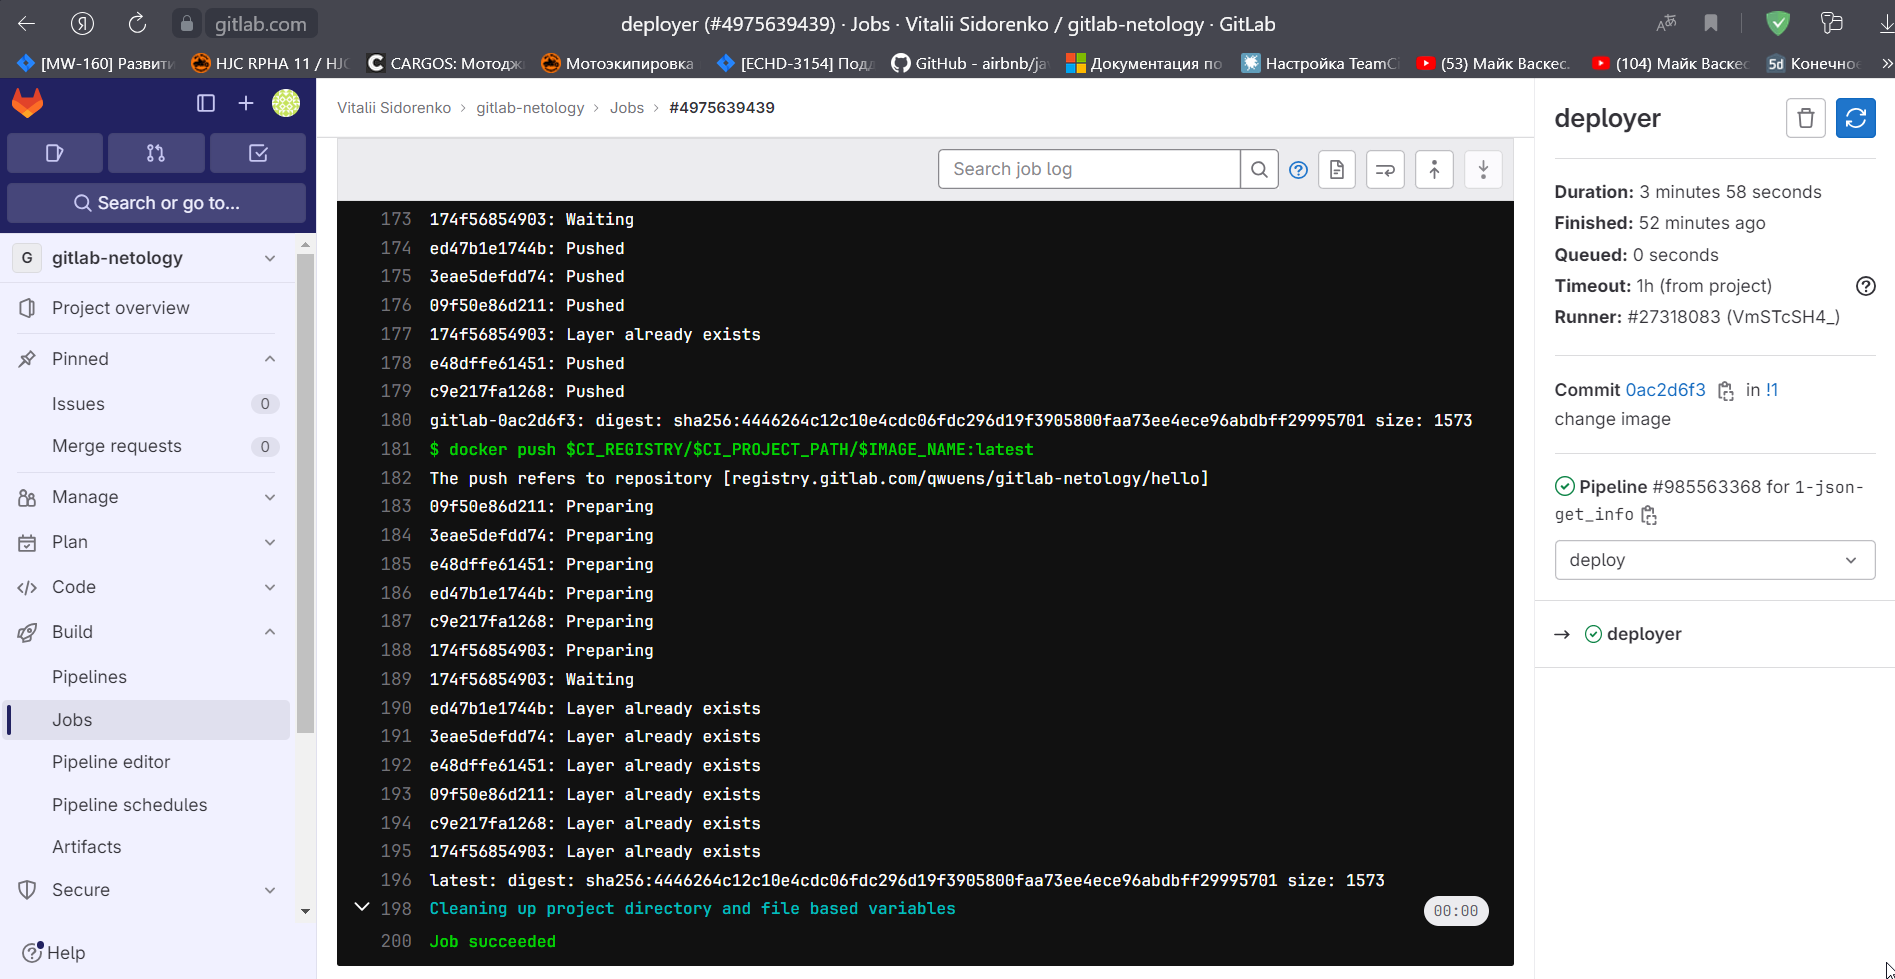 gitlab.com
deployer (#4975639439) · Jobs · Vitalii Sidorenko / gitlab-netology · GitLab
[MW-160] Развити
HJC RPHA 11 / HJC
CARGOS: Мотодж
Мотоэкипировка
[ECHD-3154] Под
GitHub - airbnb/ja
Документация по
Настройка TeamC
(53) Майк Васкес.
(104) Майк Васкес
5d Конечно
Search or go to...
G gitlab-netology
Project overview
Pinned
Issues 0
Merge requests 0
Manage
Plan
Code
Build
Pipelines
Jobs
Pipeline editor
Pipeline schedules
Artifacts
Secure
Help
Vitalii Sidorenko › gitlab-netology › Jobs › #4975639439
Search job log
173 174f56854903: Waiting
174 ed47b1e1744b: Pushed
175 3eae5defdd74: Pushed
176 09f50e86d211: Pushed
177 174f56854903: Layer already exists
178 e48dffe61451: Pushed
179 c9e217fa1268: Pushed
180 gitlab-0ac2d6f3: digest: sha256:4446264c12c10e4cdc06fdc296d19f3905800faa73ee4ece96abdbff29995701 size: 1573
181 $ docker push $CI_REGISTRY/$CI_PROJECT_PATH/$IMAGE_NAME:latest
182 The push refers to repository [registry.gitlab.com/qwuens/gitlab-netology/hello]
183 09f50e86d211: Preparing
184 3eae5defdd74: Preparing
185 e48dffe61451: Preparing
186 ed47b1e1744b: Preparing
187 c9e217fa1268: Preparing
188 174f56854903: Preparing
189 174f56854903: Waiting
190 ed47b1e1744b: Layer already exists
191 3eae5defdd74: Layer already exists
192 e48dffe61451: Layer already exists
193 09f50e86d211: Layer already exists
194 c9e217fa1268: Layer already exists
195 174f56854903: Layer already exists
196 latest: digest: sha256:4446264c12c10e4cdc06fdc296d19f3905800faa73ee4ece96abdbff29995701 size: 1573
198 Cleaning up project directory and file based variables 00:00
200 Job succeeded
deployer
Duration: 3 minutes 58 seconds
Finished: 52 minutes ago
Queued: 0 seconds
Timeout: 1h (from project)
Runner: #27318083 (VmSTcSH4_)
Commit 0ac2d6f3 in !1
change image
Pipeline #985563368 for 1-json-
get_info
deploy
→ deployer